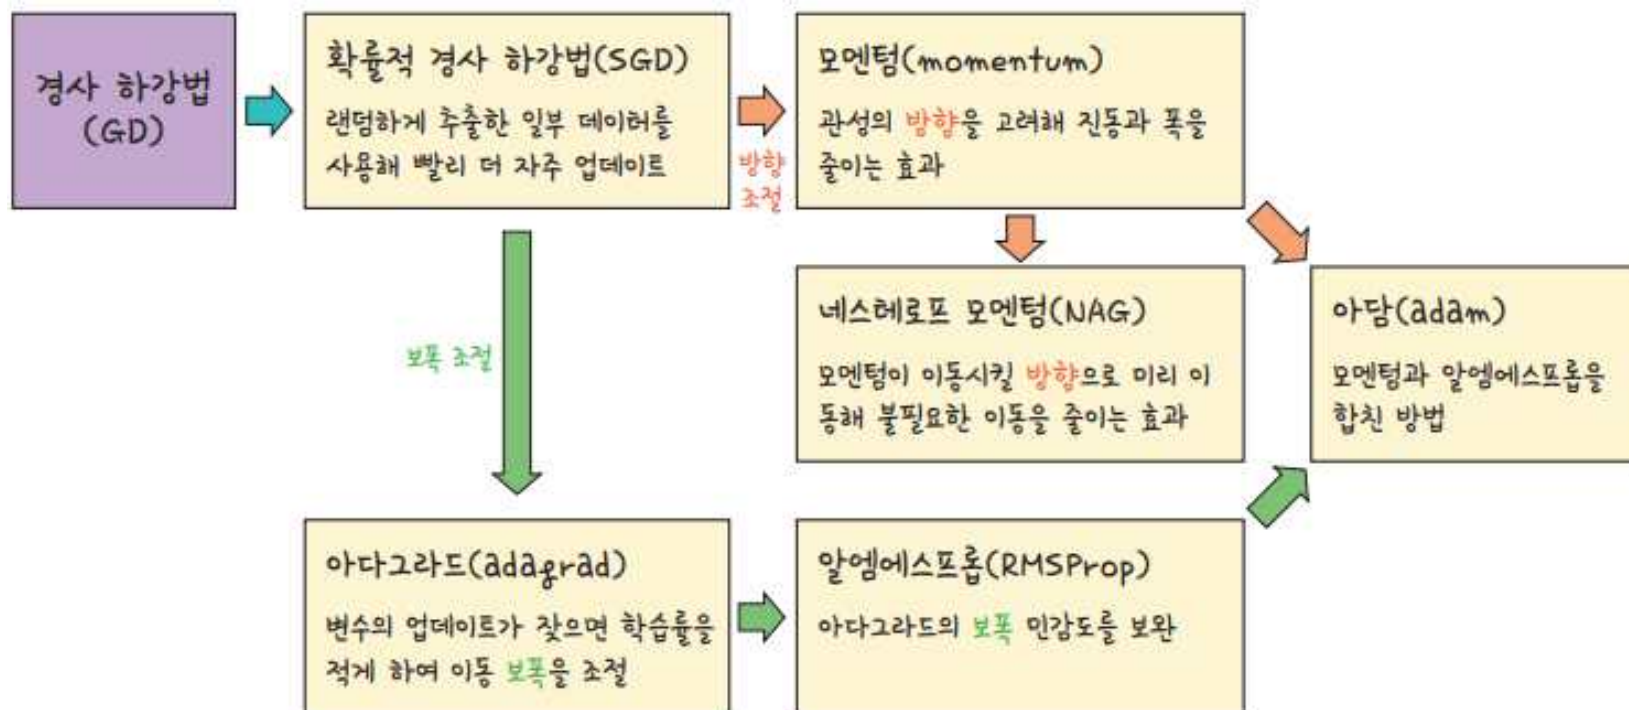 경사 하강법
(GD)
확률적 경사 하강법(SGD)
랜덤하게 추출한 일부 데이터를
사용해 빨리 더 자주 업데이트
방향
조절
모멘텀(momentum)
관성의 방향을 고려해 진동과 폭을
줄이는 효과
네스테로프 모멘텀(NAG)
모멘텀이 이동시킬 방향으로 미리 이
동해 불필요한 이동을 줄이는 효과
아담(adam)
모멘텀과 알엠에스프롭을
합친 방법
보폭 조절
아다그라드(adagrad)
변수의 업데이트가 잦으면 학습률을
적게 하여 이동 보폭을 조절
알엠에스프롭(RMSProp)
아다그라드의 보폭 민감도를 보완